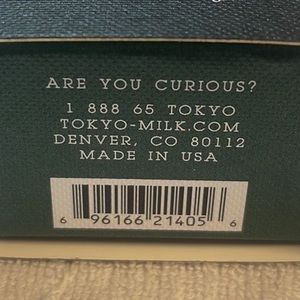 ARE YOU CURIOUS?
1 888 65 TOKYO
TOKYO-MILK.COM
DENVER, CO 80112
MADE IN USA
6 96166 21405 6